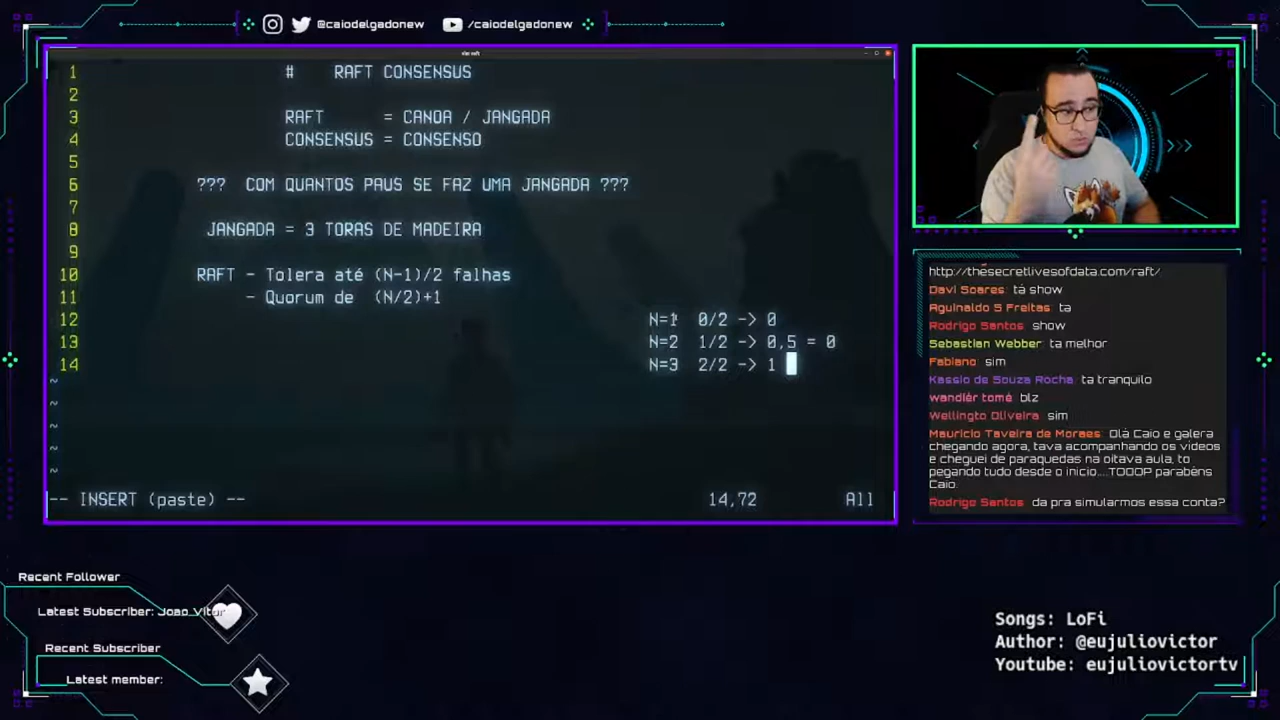 @caiodelgadonew
/caiodelgadonew
1 # RAFT CONSENSUS
2
3 RAFT = CANOA / JANGADA
4 CONSENSUS = CONSENSO
5
6 ??? COM QUANTOS PAUS SE FAZ UMA JANGADA ???
7
8 JANGADA = 3 TORAS DE MADEIRA
9
10 RAFT - Tolera até (N-1)/2 falhas
11 - Quorum de (N/2)+1
12 N=1 0/2 -> 0
13 N=2 1/2 -> 0,5 = 0
14 N=3 2/2 -> 1
~
~
~
~
~
-- INSERT (paste) -- 14,72 All
http://thesecretlivesofdata.com/raft/
Davi Soares tá show
Aguinaldo S Freitas ta
Rodrigo Santos show
Sebastian Webber ta melhor
Fabiano sim
Kassio de Souza Rocha ta tranquilo
wandiér tomé blz
Wellingto Oliveira sim
Mauricio Taveira de Moraes Olá Caio e galera
chegando agora, tava acompanhando os vídeos
e cheguei de paraquedas na oitava aula, to
pegando tudo desde o inicio....TOOOP parabéns
Caio.
Rodrigo Santos da pra simularmos essa conta?
Recent Follower
Latest Subscriber: Joao Vitor
Recent Subscriber
Latest member:
Songs: LoFi
Author: @eujuliovictor
Youtube: eujuliovictortv